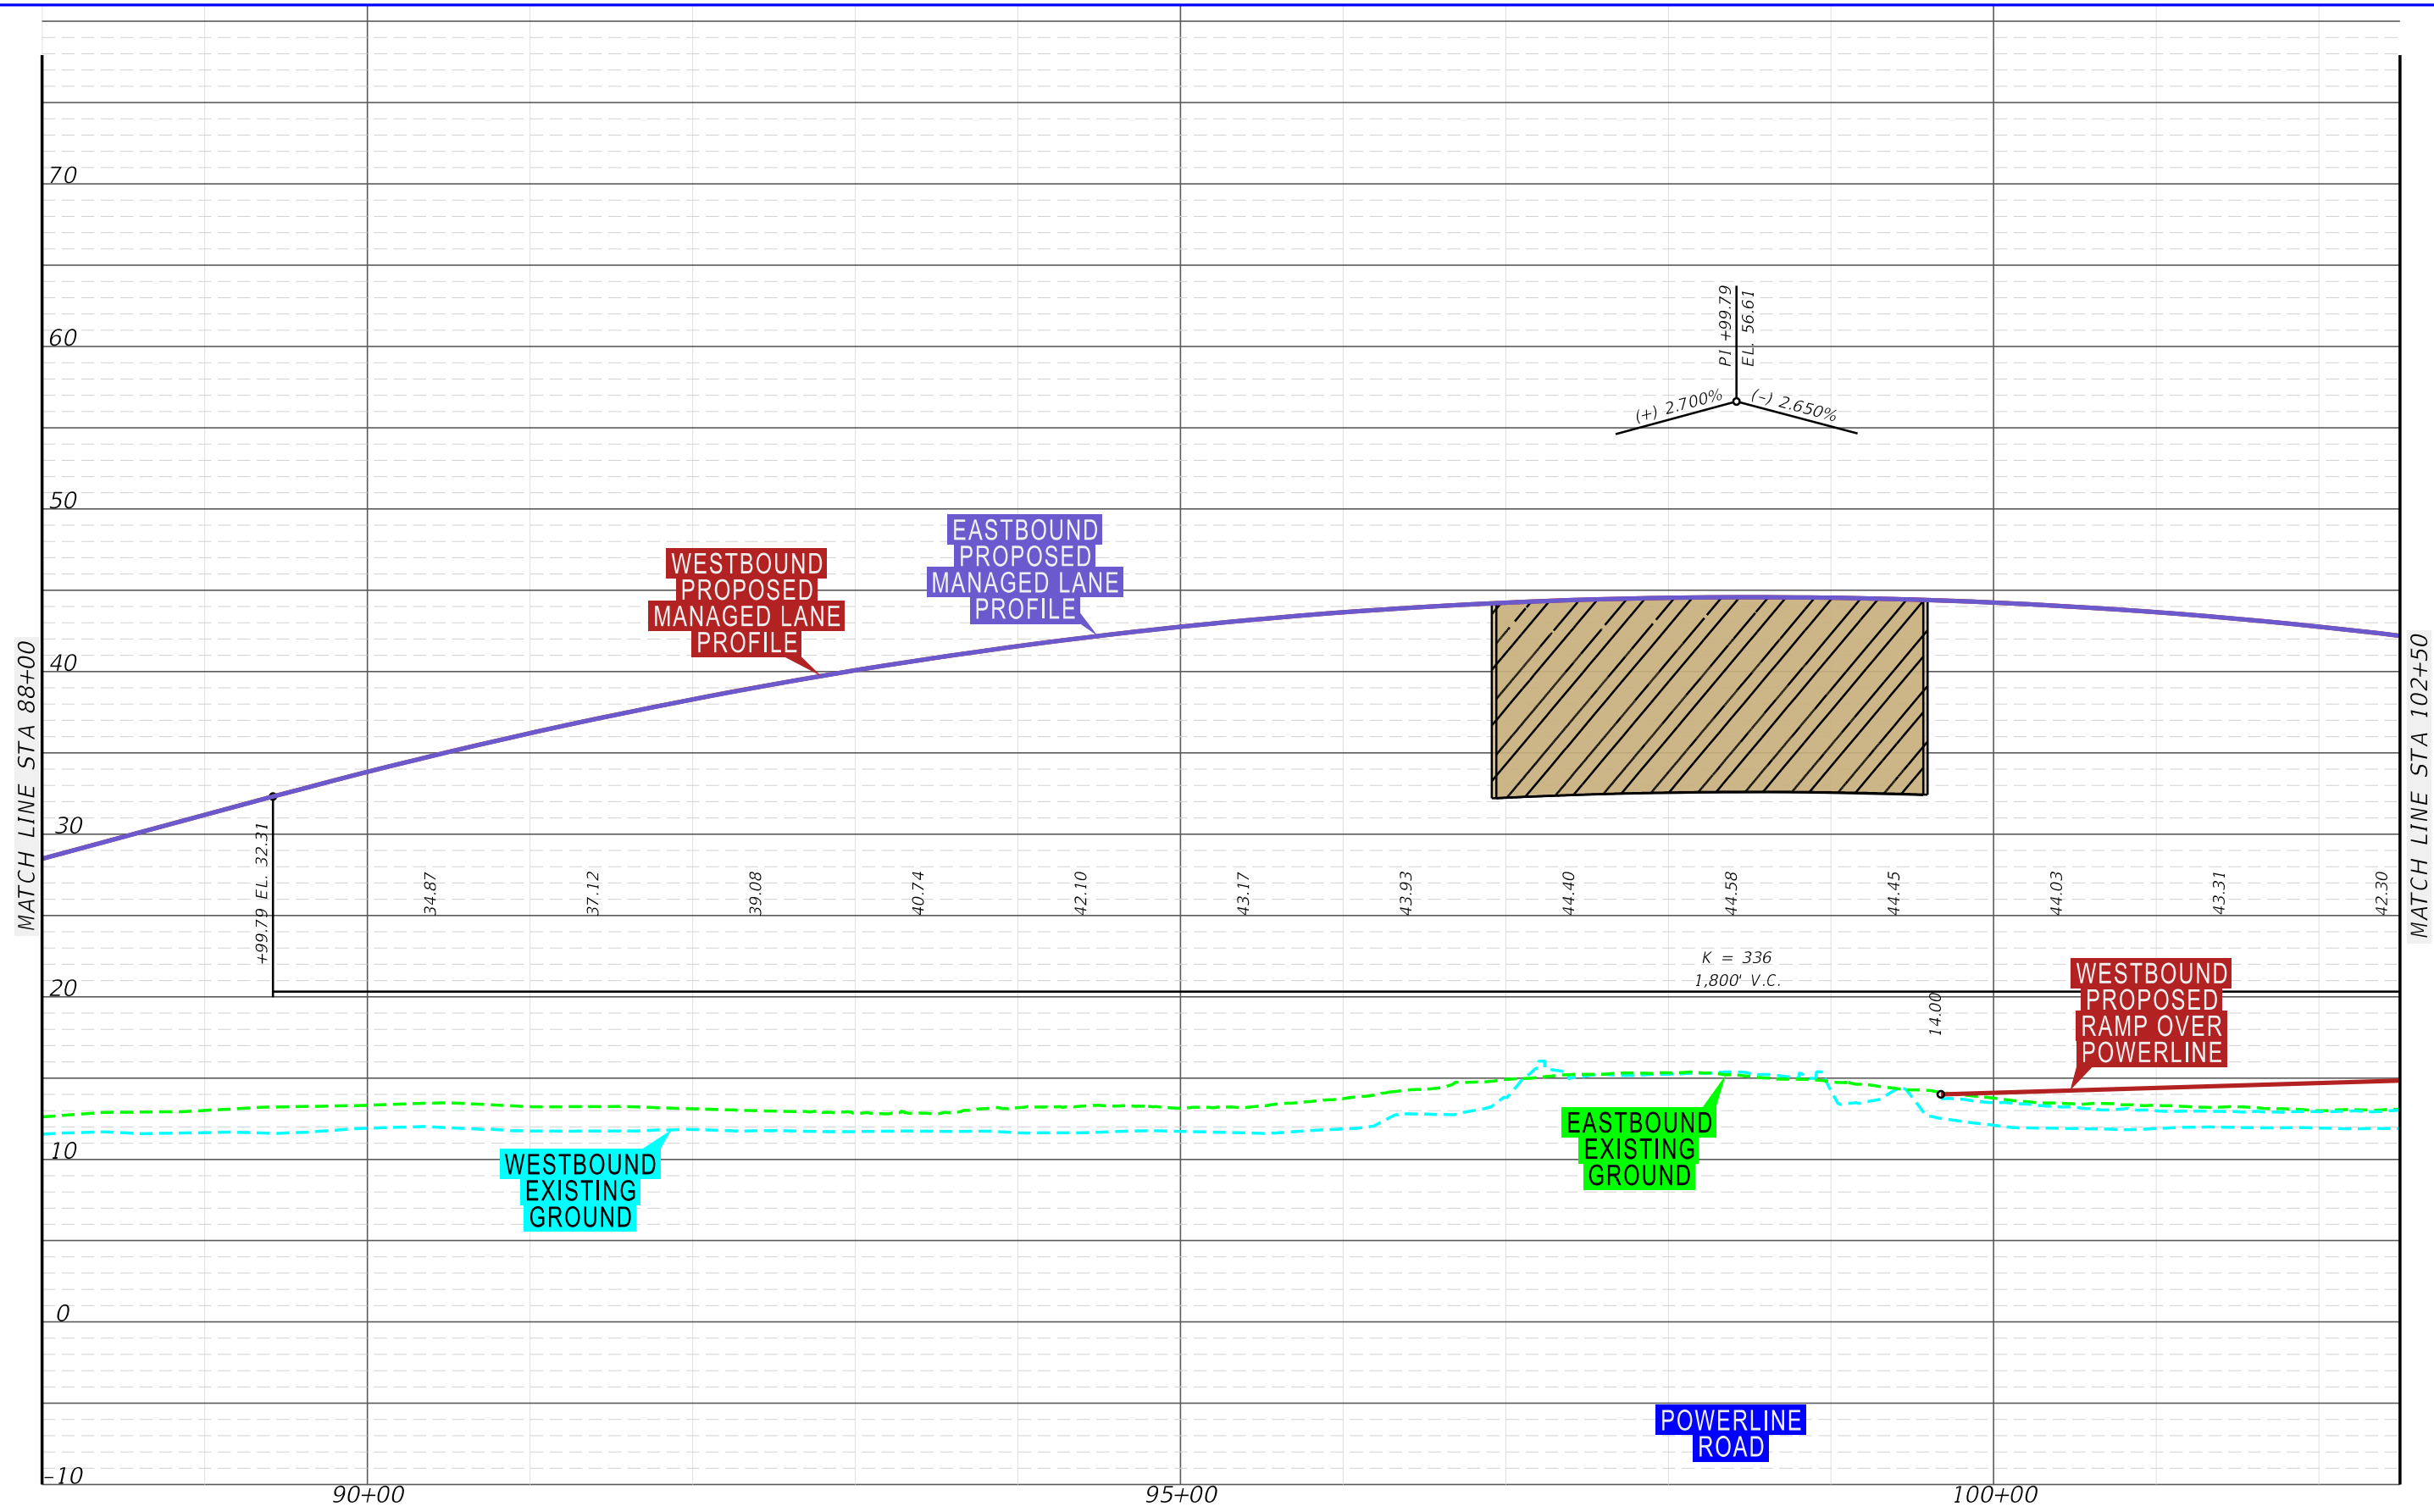 70
60
50
40
30
20
10
0
-10
MATCH LINE STA 88+00
MATCH LINE STA 102+50
PI +99.79
EL. 56.61
(+) 2.700%
(-) 2.650%
EASTBOUND
PROPOSED
MANAGED LANE
PROFILE
WESTBOUND
PROPOSED
MANAGED LANE
PROFILE
+99.79 EL. 32.31
34.87
37.12
39.08
40.74
42.10
43.17
43.93
44.40
44.58
44.45
44.03
43.31
42.30
K = 336
1,800' V.C.
14.00
WESTBOUND
PROPOSED
RAMP OVER
POWERLINE
EASTBOUND
EXISTING
GROUND
WESTBOUND
EXISTING
GROUND
POWERLINE
ROAD
90+00
95+00
100+00